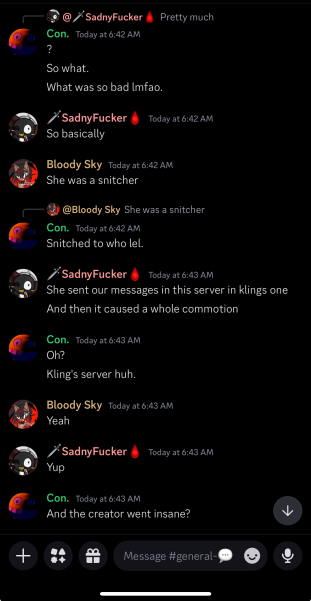 @🗡SadnyFucker🩸 Pretty much
Con. Today at 6:42 AM
?
So what.
What was so bad lmfao.
🗡SadnyFucker🩸 Today at 6:42 AM
So basically
Bloody Sky Today at 6:42 AM
She was a snitcher
@Bloody Sky She was a snitcher
Con. Today at 6:42 AM
Snitched to who lel.
🗡SadnyFucker🩸 Today at 6:43 AM
She sent our messages in this server in klings one
And then it caused a whole commotion
Con. Today at 6:43 AM
Oh?
Kling's server huh.
Bloody Sky Today at 6:43 AM
Yeah
🗡SadnyFucker🩸 Today at 6:43 AM
Yup
Con. Today at 6:43 AM
And the creator went insane?
Message #general-💬